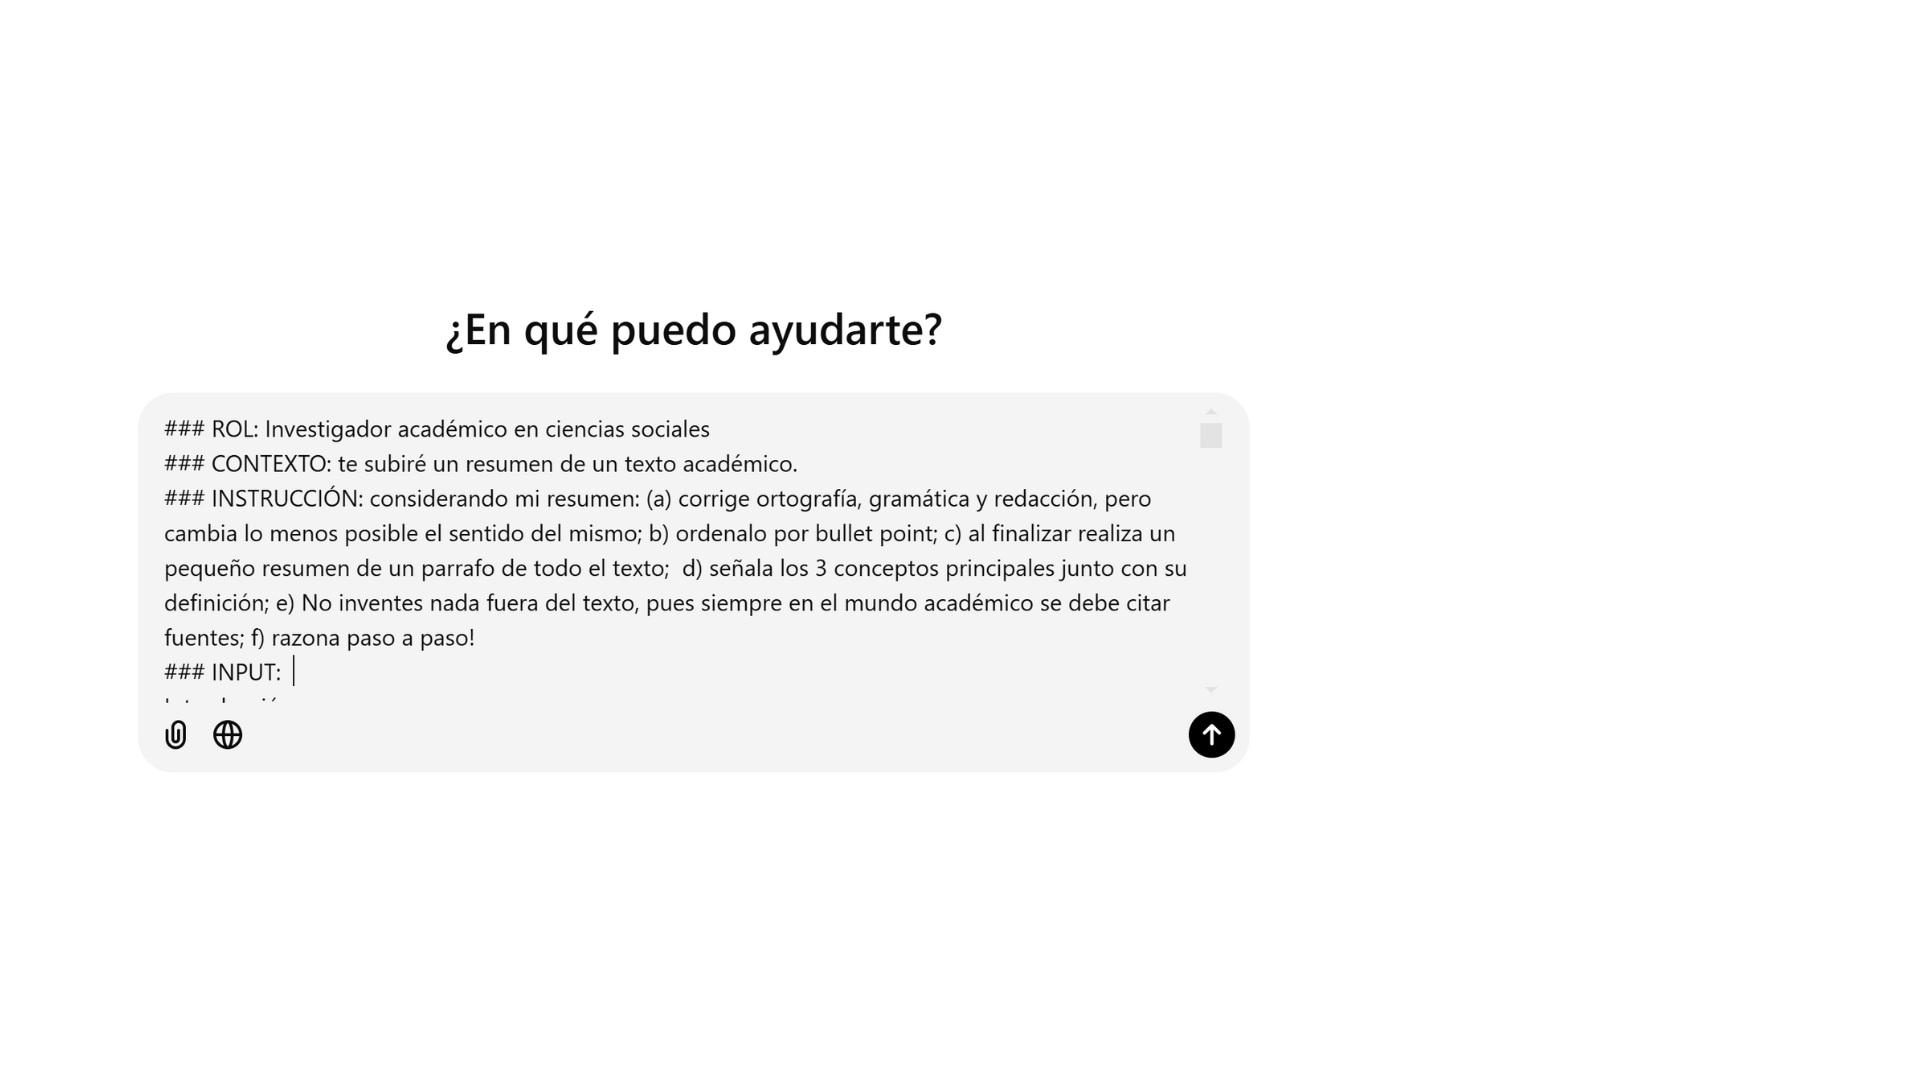 ¿En qué puedo ayudarte?
### ROL: Investigador académico en ciencias sociales
### CONTEXTO: te subiré un resumen de un texto académico.
### INSTRUCCIÓN: considerando mi resumen: (a) corrige ortografía, gramática y redacción, pero
cambia lo menos posible el sentido del mismo; b) ordenalo por bullet point; c) al finalizar realiza un
pequeño resumen de un parrafo de todo el texto;  d) señala los 3 conceptos principales junto con su
definición; e) No inventes nada fuera del texto, pues siempre en el mundo académico se debe citar
fuentes; f) razona paso a paso!
### INPUT: